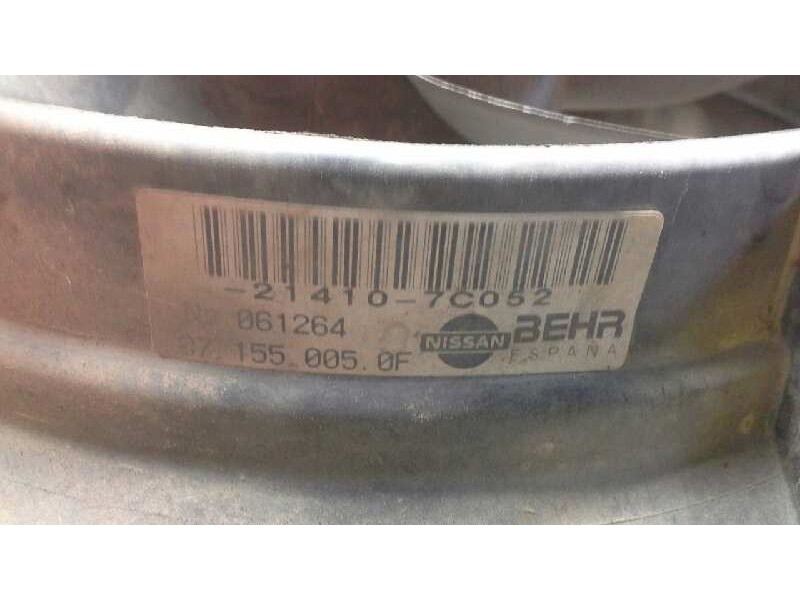 -21410-7C052
061264
155.005.0F
NISSAN
BEHR
ESPAÑA